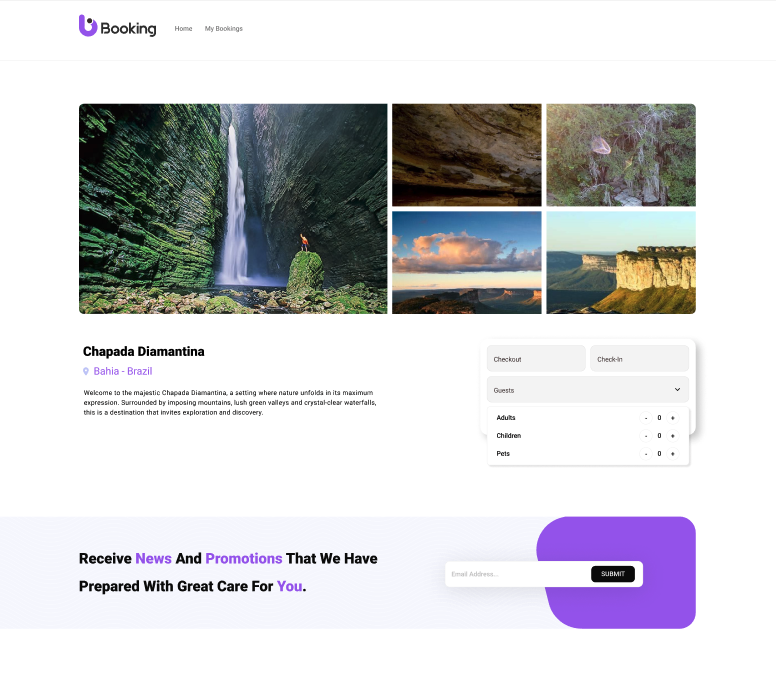 Booking
Home
My Bookings
Chapada Diamantina
Bahia - Brazil
Welcome to the majestic Chapada Diamantina, a setting where nature unfolds in its maximum
expression. Surrounded by imposing mountains, lush green valleys and crystal-clear waterfalls,
this is a destination that invites exploration and discovery.
Checkout
Check-In
Guests
Adults - 0 +
Children - 0 +
Pets - 0 +
Receive News And Promotions That We Have
Prepared With Great Care For You.
Email Address...
SUBMIT